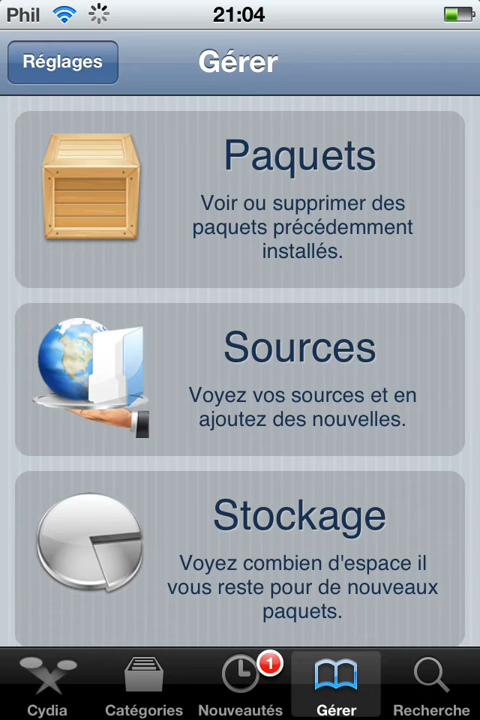 Phil 21:04
Réglages Gérer
Paquets
Voir ou supprimer des
paquets précédemment
installés.
Sources
Voyez vos sources et en
ajoutez des nouvelles.
Stockage
Voyez combien d'espace il
vous reste pour de nouveaux
paquets.
1
Cydia Catégories Nouveautés Gérer Recherche